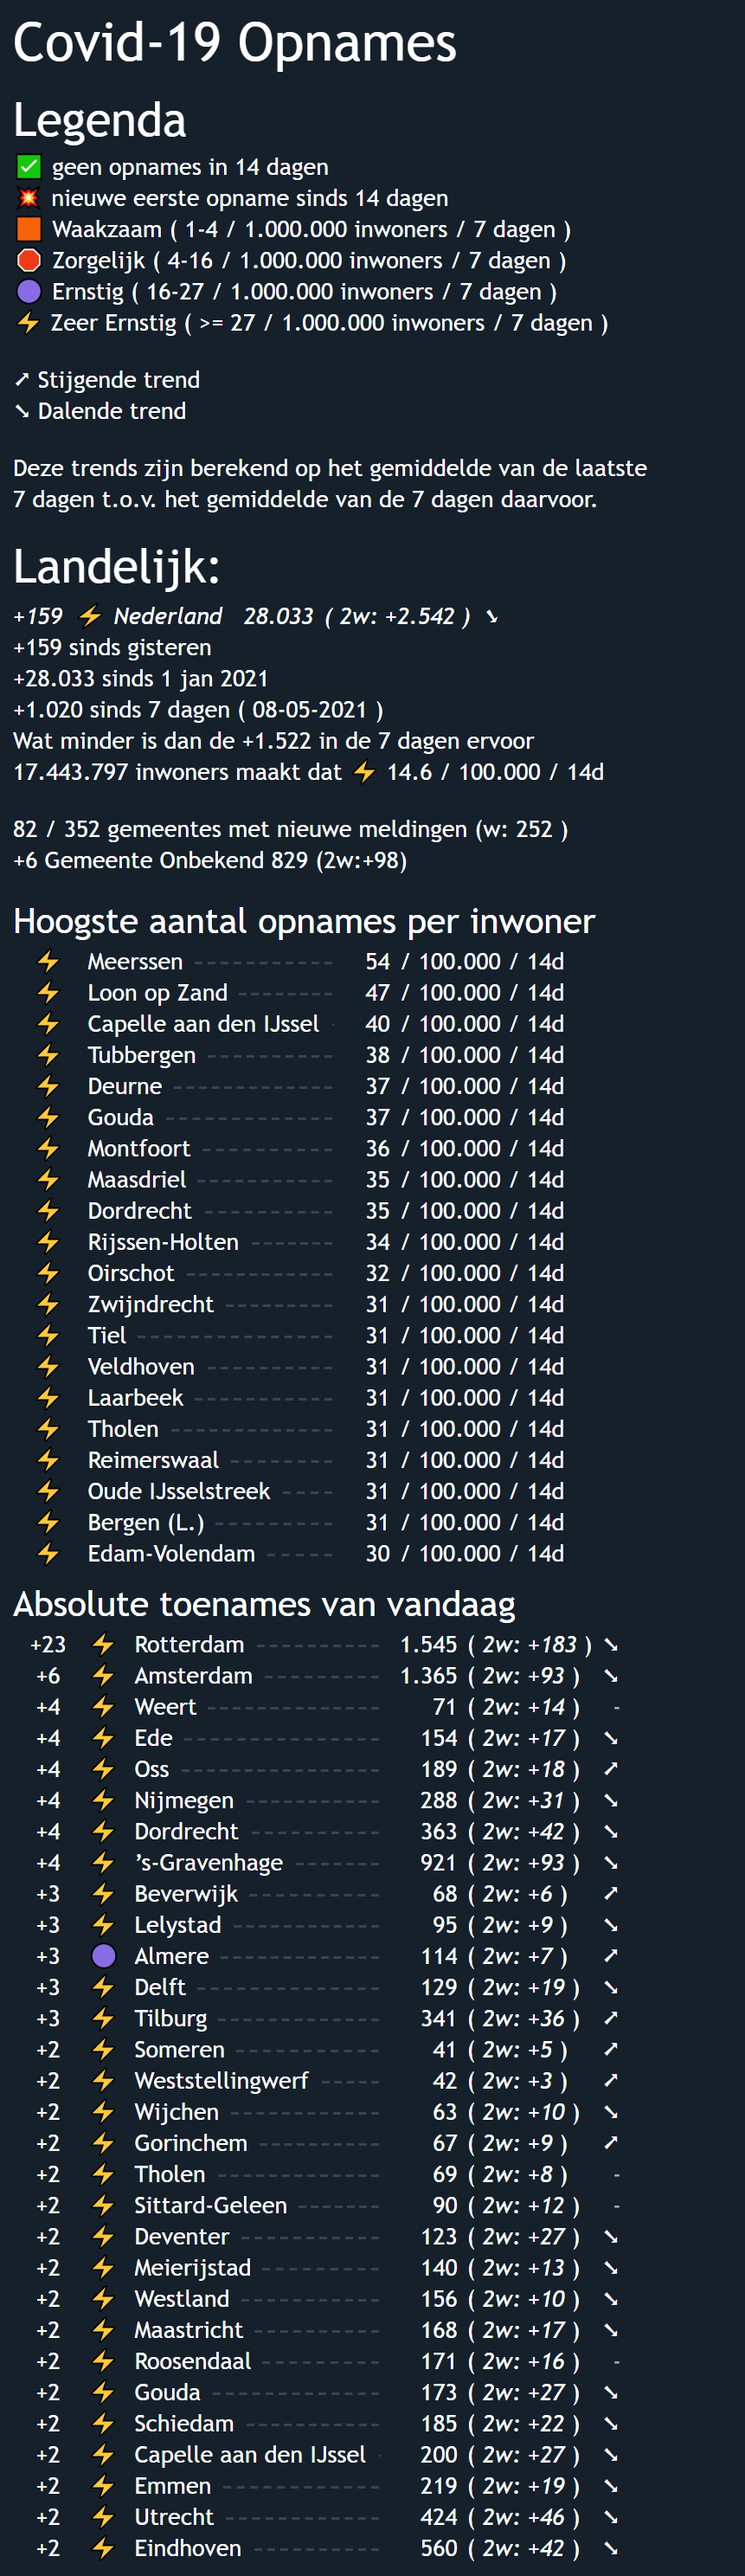 Covid-19 Opnames
Legenda
✅ geen opnames in 14 dagen
💥 nieuwe eerste opname sinds 14 dagen
🟧 Waakzaam ( 1-4 / 1.000.000 inwoners / 7 dagen )
🛑 Zorgelijk ( 4-16 / 1.000.000 inwoners / 7 dagen )
🟣 Ernstig ( 16-27 / 1.000.000 inwoners / 7 dagen )
⚡ Zeer Ernstig ( >= 27 / 1.000.000 inwoners / 7 dagen )
➚ Stijgende trend
➘ Dalende trend
Deze trends zijn berekend op het gemiddelde van de laatste
7 dagen t.o.v. het gemiddelde van de 7 dagen daarvoor.
Landelijk:
+159 ⚡ Nederland 28.033 ( 2w: +2.542 ) ➘
+159 sinds gisteren
+28.033 sinds 1 jan 2021
+1.020 sinds 7 dagen ( 08-05-2021 )
Wat minder is dan de +1.522 in de 7 dagen ervoor
17.443.797 inwoners maakt dat ⚡ 14.6 / 100.000 / 14d
82 / 352 gemeentes met nieuwe meldingen (w: 252 )
+6 Gemeente Onbekend 829 (2w:+98)
Hoogste aantal opnames per inwoner
⚡ Meerssen 54 / 100.000 / 14d
⚡ Loon op Zand 47 / 100.000 / 14d
⚡ Capelle aan den IJssel 40 / 100.000 / 14d
⚡ Tubbergen 38 / 100.000 / 14d
⚡ Deurne 37 / 100.000 / 14d
⚡ Gouda 37 / 100.000 / 14d
⚡ Montfoort 36 / 100.000 / 14d
⚡ Maasdriel 35 / 100.000 / 14d
⚡ Dordrecht 35 / 100.000 / 14d
⚡ Rijssen-Holten 34 / 100.000 / 14d
⚡ Oirschot 32 / 100.000 / 14d
⚡ Zwijndrecht 31 / 100.000 / 14d
⚡ Tiel 31 / 100.000 / 14d
⚡ Veldhoven 31 / 100.000 / 14d
⚡ Laarbeek 31 / 100.000 / 14d
⚡ Tholen 31 / 100.000 / 14d
⚡ Reimerswaal 31 / 100.000 / 14d
⚡ Oude IJsselstreek 31 / 100.000 / 14d
⚡ Bergen (L.) 31 / 100.000 / 14d
⚡ Edam-Volendam 30 / 100.000 / 14d
Absolute toenames van vandaag
+23 ⚡ Rotterdam 1.545 ( 2w: +183 ) ➘
+6 ⚡ Amsterdam 1.365 ( 2w: +93 ) ➘
+4 ⚡ Weert 71 ( 2w: +14 ) -
+4 ⚡ Ede 154 ( 2w: +17 ) ➘
+4 ⚡ Oss 189 ( 2w: +18 ) ➚
+4 ⚡ Nijmegen 288 ( 2w: +31 ) ➘
+4 ⚡ Dordrecht 363 ( 2w: +42 ) ➘
+4 ⚡ 's-Gravenhage 921 ( 2w: +93 ) ➘
+3 ⚡ Beverwijk 68 ( 2w: +6 ) ➚
+3 ⚡ Lelystad 95 ( 2w: +9 ) ➘
+3 🟣 Almere 114 ( 2w: +7 ) ➚
+3 ⚡ Delft 129 ( 2w: +19 ) ➘
+3 ⚡ Tilburg 341 ( 2w: +36 ) ➚
+2 ⚡ Someren 41 ( 2w: +5 ) ➚
+2 ⚡ Weststellingwerf 42 ( 2w: +3 ) ➚
+2 ⚡ Wijchen 63 ( 2w: +10 ) ➘
+2 ⚡ Gorinchem 67 ( 2w: +9 ) ➚
+2 ⚡ Tholen 69 ( 2w: +8 ) -
+2 ⚡ Sittard-Geleen 90 ( 2w: +12 ) -
+2 ⚡ Deventer 123 ( 2w: +27 ) ➘
+2 ⚡ Meierijstad 140 ( 2w: +13 ) ➘
+2 ⚡ Westland 156 ( 2w: +10 ) ➘
+2 ⚡ Maastricht 168 ( 2w: +17 ) ➘
+2 ⚡ Roosendaal 171 ( 2w: +16 ) -
+2 ⚡ Gouda 173 ( 2w: +27 ) ➘
+2 ⚡ Schiedam 185 ( 2w: +22 ) ➘
+2 ⚡ Capelle aan den IJssel 200 ( 2w: +27 ) ➘
+2 ⚡ Emmen 219 ( 2w: +19 ) ➘
+2 ⚡ Utrecht 424 ( 2w: +46 ) ➘
+2 ⚡ Eindhoven 560 ( 2w: +42 ) ➘